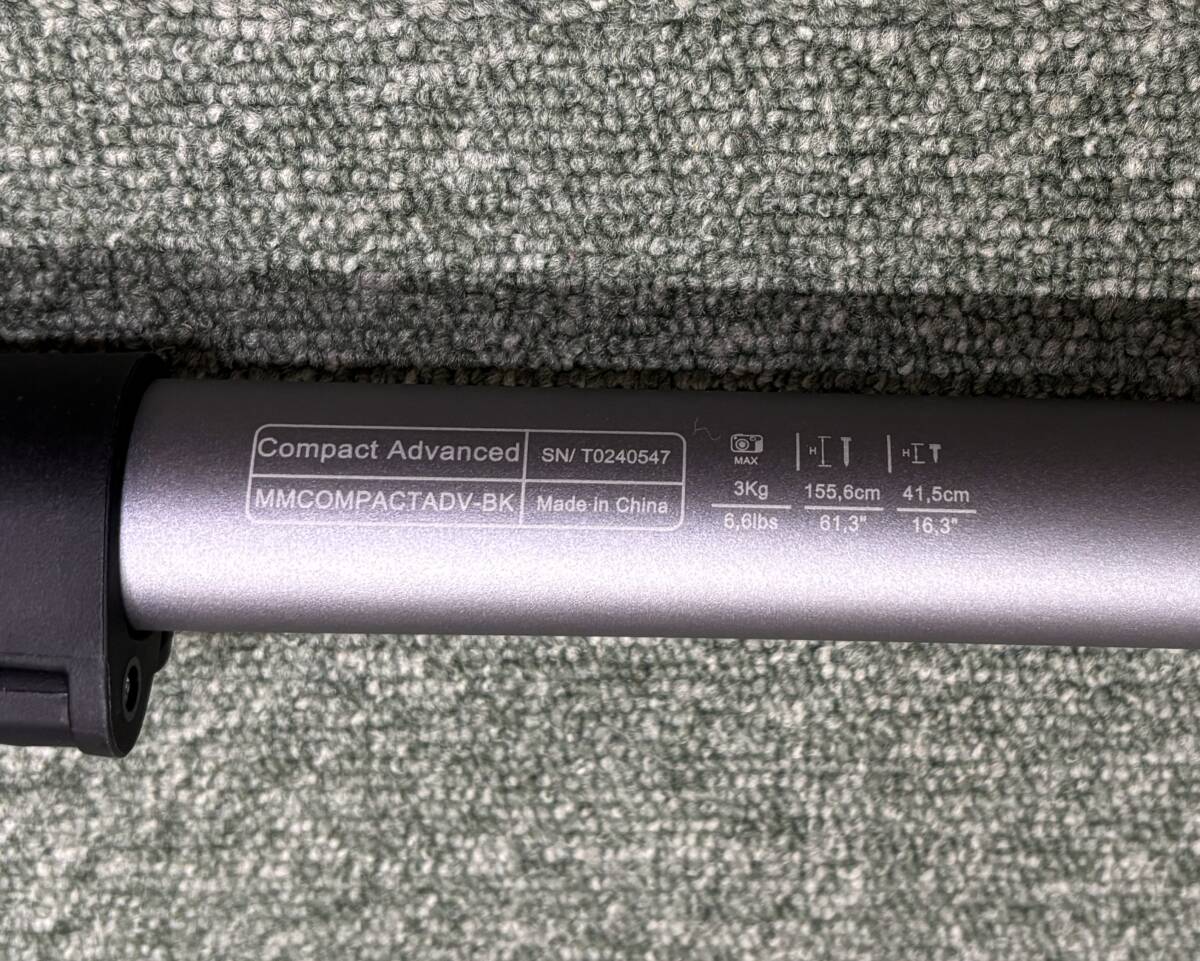 Compact Advanced
SN/ T0240547
MMCOMPACTADV-BK
Made in China
MAX
3Kg
6,6lbs
H
155,6cm
61,3"
H
41,5cm
16,3"